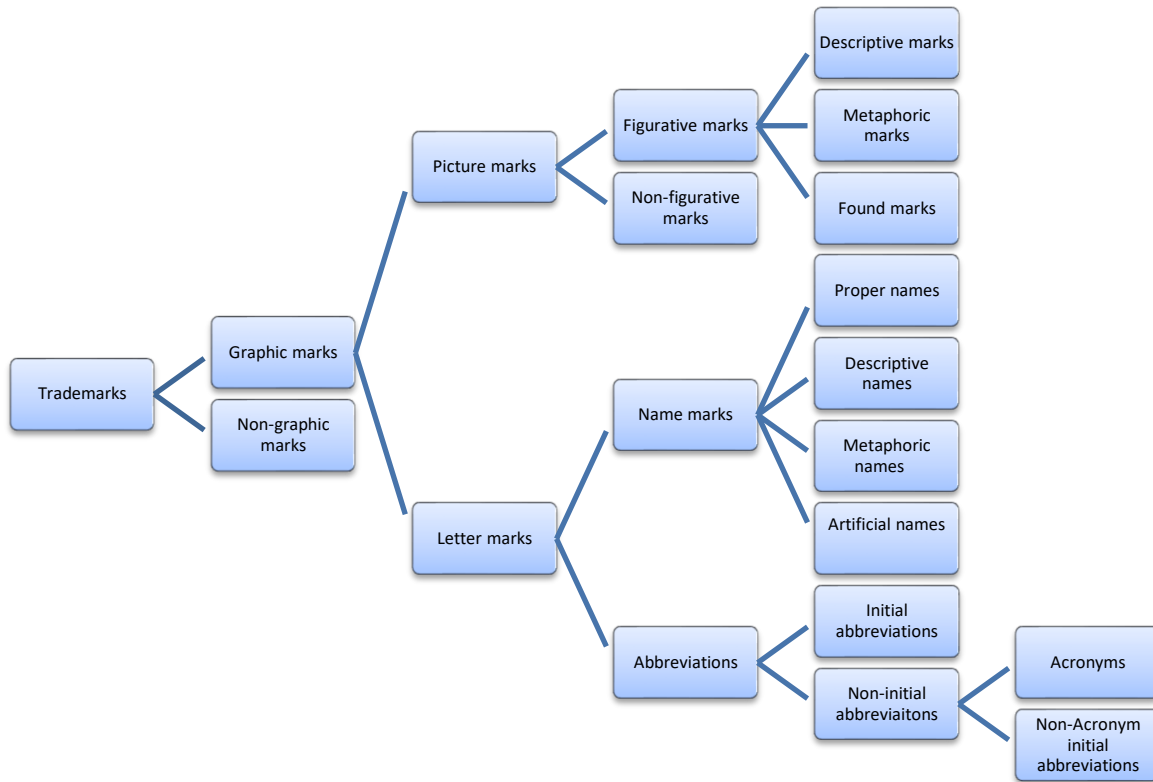 Trademarks
Graphic marks
Non-graphic
marks
Picture marks
Letter marks
Figurative marks
Non-figurative
marks
Name marks
Abbreviations
Descriptive marks
Metaphoric
marks
Found marks
Proper names
Descriptive
names
Metaphoric
names
Artificial names
Initial
abbreviations
Non-initial
abbreviaitons
Acronyms
Non-Acronym
initial
abbreviations